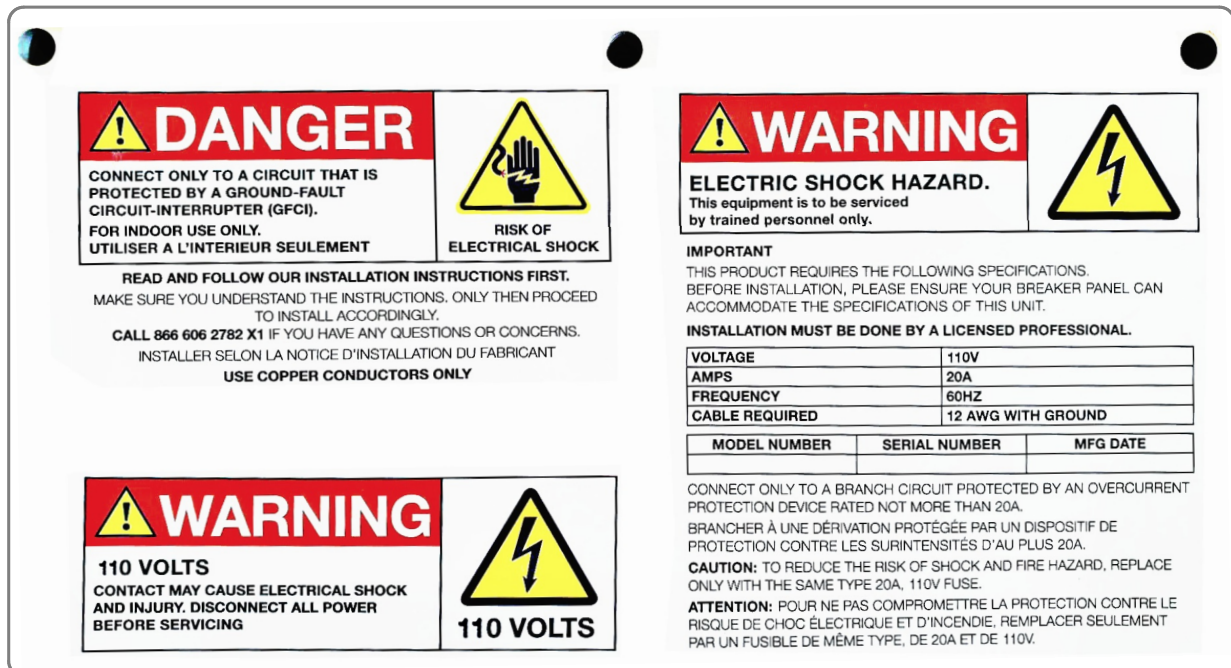 DANGER
CONNECT ONLY TO A CIRCUIT THAT IS
PROTECTED BY A GROUND-FAULT
CIRCUIT-INTERRUPTER (GFCI).
FOR INDOOR USE ONLY.
UTILISER A L'INTERIEUR SEULEMENT
RISK OF
ELECTRICAL SHOCK
READ AND FOLLOW OUR INSTALLATION INSTRUCTIONS FIRST.
MAKE SURE YOU UNDERSTAND THE INSTRUCTIONS. ONLY THEN PROCEED
TO INSTALL ACCORDINGLY.
CALL 866 606 2782 X1 IF YOU HAVE ANY QUESTIONS OR CONCERNS.
INSTALLER SELON LA NOTICE D'INSTALLATION DU FABRICANT
USE COPPER CONDUCTORS ONLY
WARNING
110 VOLTS
CONTACT MAY CAUSE ELECTRICAL SHOCK
AND INJURY. DISCONNECT ALL POWER
BEFORE SERVICING
110 VOLTS
WARNING
ELECTRIC SHOCK HAZARD.
This equipment is to be serviced
by trained personnel only.
IMPORTANT
THIS PRODUCT REQUIRES THE FOLLOWING SPECIFICATIONS.
BEFORE INSTALLATION, PLEASE ENSURE YOUR BREAKER PANEL CAN
ACCOMMODATE THE SPECIFICATIONS OF THIS UNIT.
INSTALLATION MUST BE DONE BY A LICENSED PROFESSIONAL.
VOLTAGE 110V
AMPS 20A
FREQUENCY 60HZ
CABLE REQUIRED 12 AWG WITH GROUND
MODEL NUMBER SERIAL NUMBER MFG DATE
CONNECT ONLY TO A BRANCH CIRCUIT PROTECTED BY AN OVERCURRENT
PROTECTION DEVICE RATED NOT MORE THAN 20A.
BRANCHER À UNE DÉRIVATION PROTÉGÉE PAR UN DISPOSITIF DE
PROTECTION CONTRE LES SURINTENSITÉS D'AU PLUS 20A.
CAUTION: TO REDUCE THE RISK OF SHOCK AND FIRE HAZARD, REPLACE
ONLY WITH THE SAME TYPE 20A, 110V FUSE.
ATTENTION: POUR NE PAS COMPROMETTRE LA PROTECTION CONTRE LE
RISQUE DE CHOC ÉLECTRIQUE ET D'INCENDIE, REMPLACER SEULEMENT
PAR UN FUSIBLE DE MÊME TYPE, DE 20A ET DE 110V.